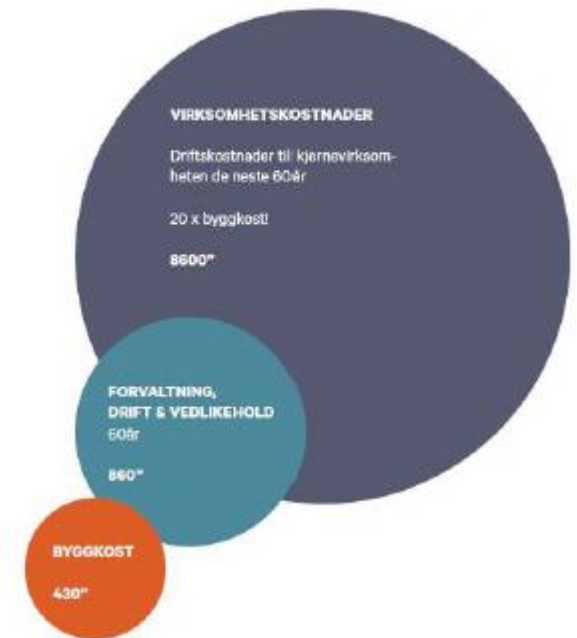 VIRKSOMHETSKOSTNADER
Driftskostnader til kjernevirksom-
heten de neste 60år
20 x byggkost!
8600"
FORVALTNING,
DRIFT & VEDLIKEHOLD
60år
860"
BYGGKOST
430"